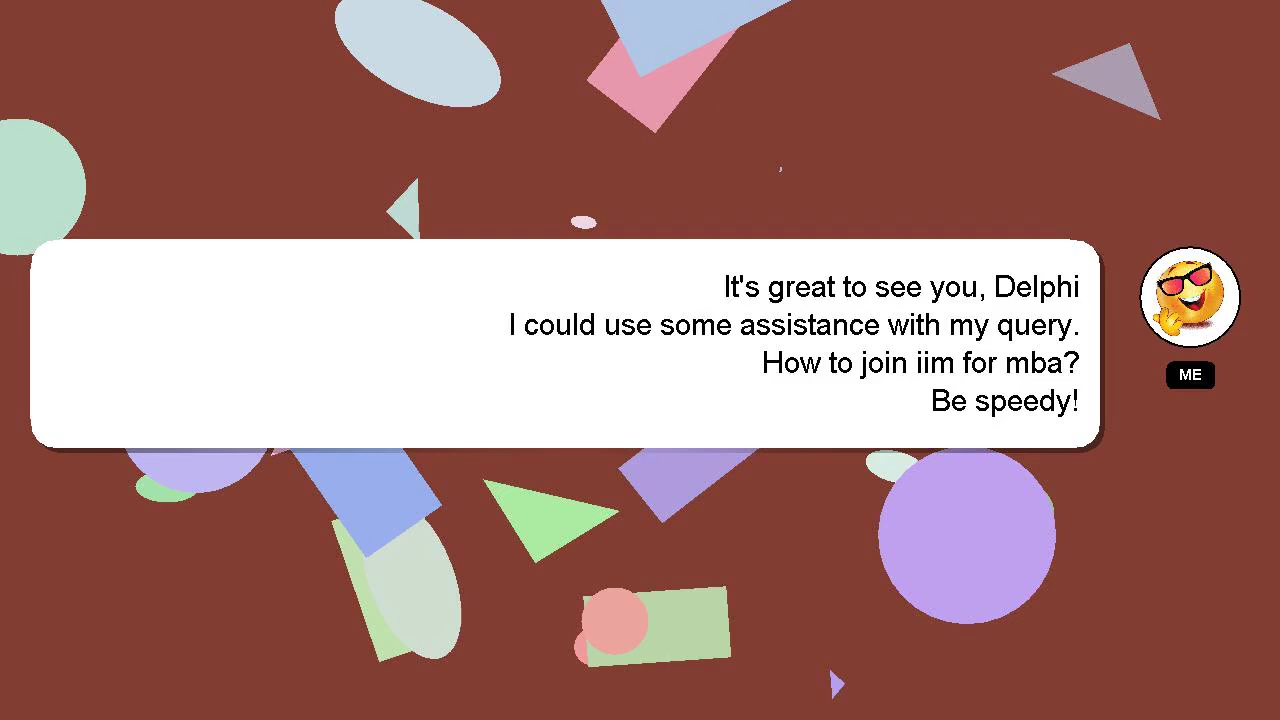 It's great to see you, Delphi
I could use some assistance with my query.
How to join iim for mba?
Be speedy!
ME